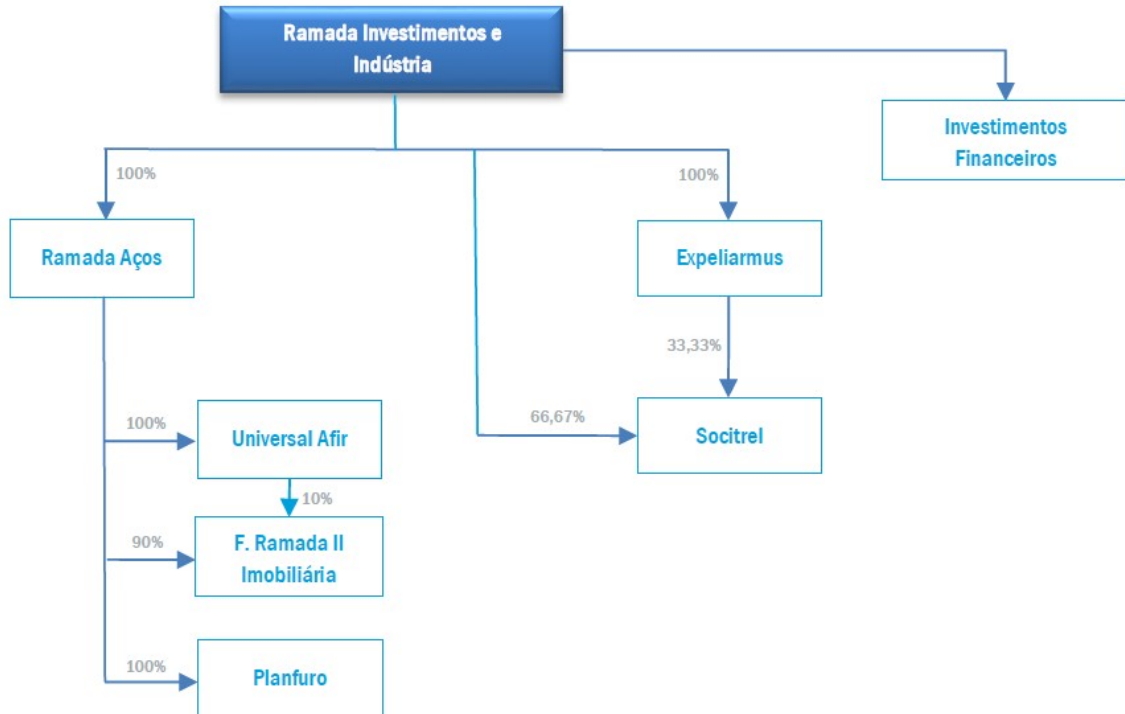 Ramada Investimentos e
Indústria
Investimentos
Financeiros
100%
100%
Ramada Aços
Expeliarmus
33,33%
100%
Universal Afir
66,67%
Socitrel
10%
90%
F. Ramada II
Imobiliária
100%
Planfuro